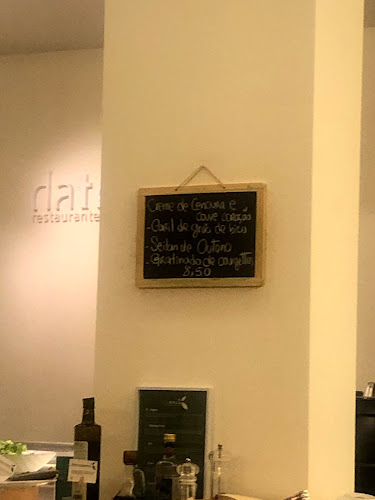 dats
restaurante
Creme de Cenoura e
couve coração
- Caril de grão de bico
- Seitan de Outono
- Gratinado de courgette
8,50